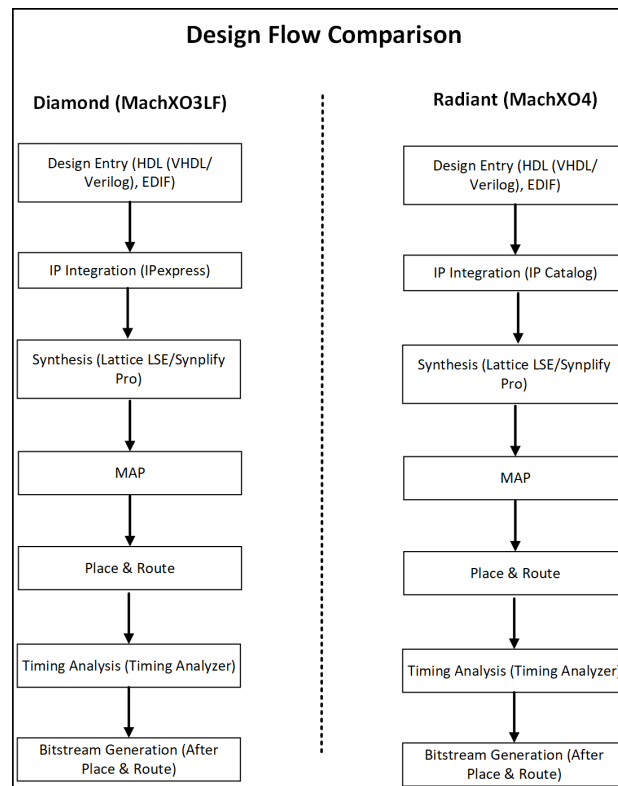 Design Flow Comparison
Diamond (MachXO3LF)
Design Entry (HDL (VHDL/
Verilog), EDIF)
IP Integration (IPexpress)
Synthesis (Lattice LSE/Synplify
Pro)
MAP
Place & Route
Timing Analysis (Timing Analyzer)
Bitstream Generation (After
Place & Route)
Radiant (MachXO4)
Design Entry (HDL (VHDL/
Verilog), EDIF)
IP Integration (IP Catalog)
Synthesis (Lattice LSE/Synplify
Pro)
MAP
Place & Route
Timing Analysis (Timing Analyzer)
Bitstream Generation (After
Place & Route)